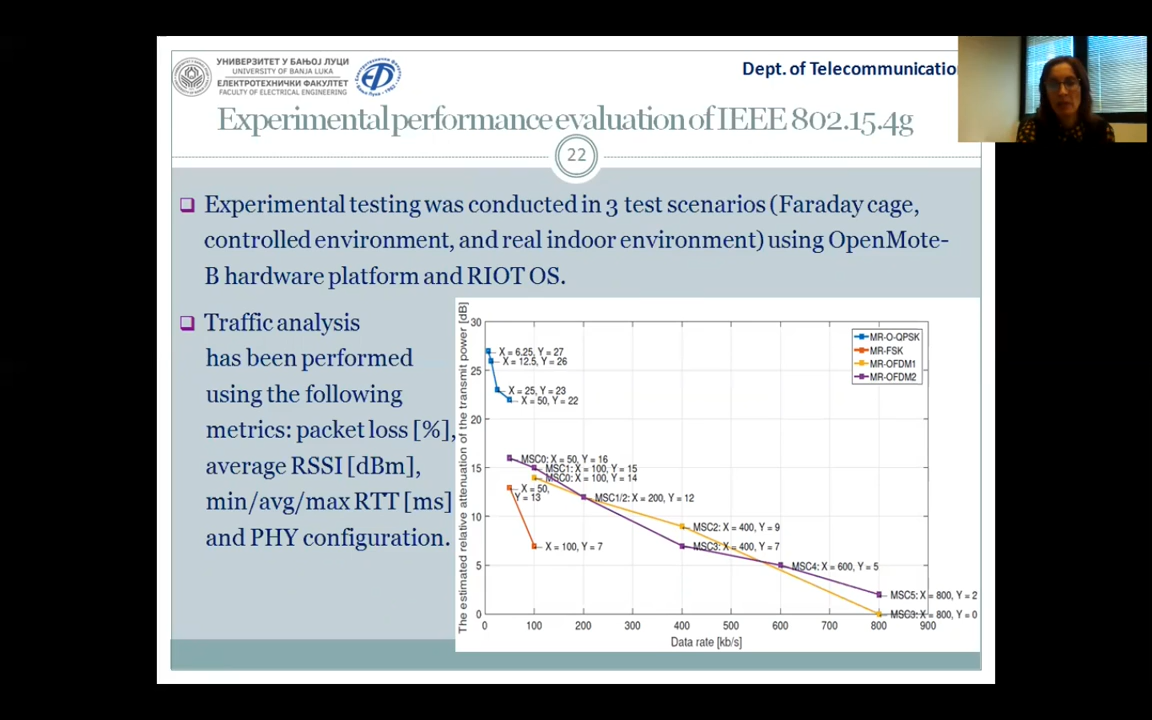 УНИВЕРЗИТЕТ У БАЊОЈ ЛУЦИ
UNIVERSITY OF BANJA LUKA
ЕЛЕКТРОТЕХНИЧКИ ФАКУЛТЕТ
FACULTY OF ELECTRICAL ENGINEERING
Dept. of Telecommunicatio
Experimental performance evaluation of IEEE 802.15.4g
22
Experimental testing was conducted in 3 test scenarios (Faraday cage,
controlled environment, and real indoor environment) using OpenMote-
B hardware platform and RIOT OS.
Traffic analysis
has been performed
using the following
metrics: packet loss [%],
average RSSI [dBm],
min/avg/max RTT [ms]
and PHY configuration.
The estimated relative attenuation of the transmit power [dB]
30
25
20
15
10
5
0
MR-O-QPSK
MR-FSK
MR-OFDM1
MR-OFDM2
X = 6.25, Y = 27
X = 12.5, Y = 26
X = 25, Y = 23
X = 50, Y = 22
MSC0: X = 50, Y = 16
MSC1: X = 100, Y = 15
MSC0: X = 100, Y = 14
X = 50,
Y = 13
MSC1/2: X = 200, Y = 12
MSC2: X = 400, Y = 9
X = 100, Y = 7
MSC3: X = 400, Y = 7
MSC4: X = 600, Y = 5
MSC5: X = 800, Y = 2
MSC3: X = 800, Y = 0
0 100 200 300 400 500 600 700 800 900
Data rate [kb/s]